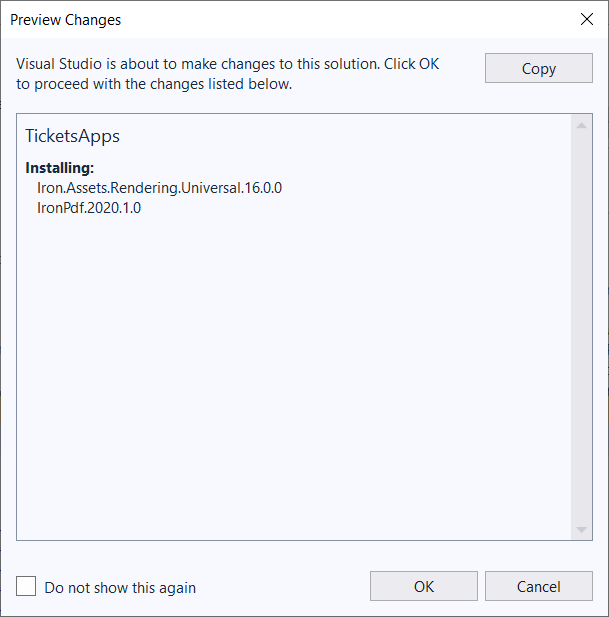 Preview Changes
Visual Studio is about to make changes to this solution. Click OK
to proceed with the changes listed below.
Copy
TicketsApps
Installing:
Iron.Assets.Rendering.Universal.16.0.0
IronPdf.2020.1.0
Do not show this again
OK
Cancel